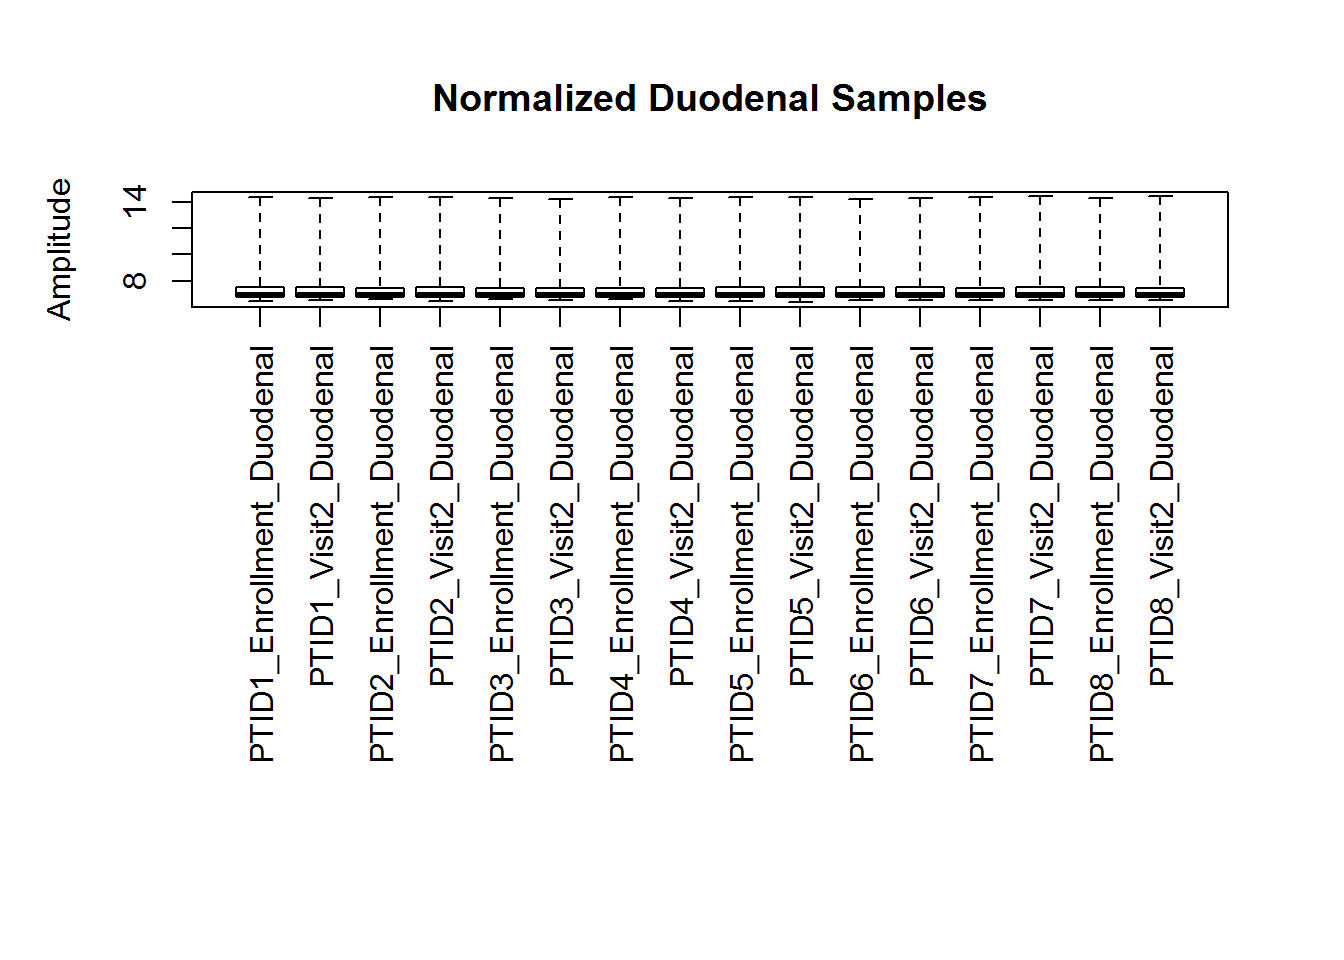 Normalized Duodenal Samples
Amplitude
14
8
PTID1_Enrollment_Duodenal
PTID1_Visit2_Duodenal
PTID2_Enrollment_Duodenal
PTID2_Visit2_Duodenal
PTID3_Enrollment_Duodenal
PTID3_Visit2_Duodenal
PTID4_Enrollment_Duodenal
PTID4_Visit2_Duodenal
PTID5_Enrollment_Duodenal
PTID5_Visit2_Duodenal
PTID6_Enrollment_Duodenal
PTID6_Visit2_Duodenal
PTID7_Enrollment_Duodenal
PTID7_Visit2_Duodenal
PTID8_Enrollment_Duodenal
PTID8_Visit2_Duodenal